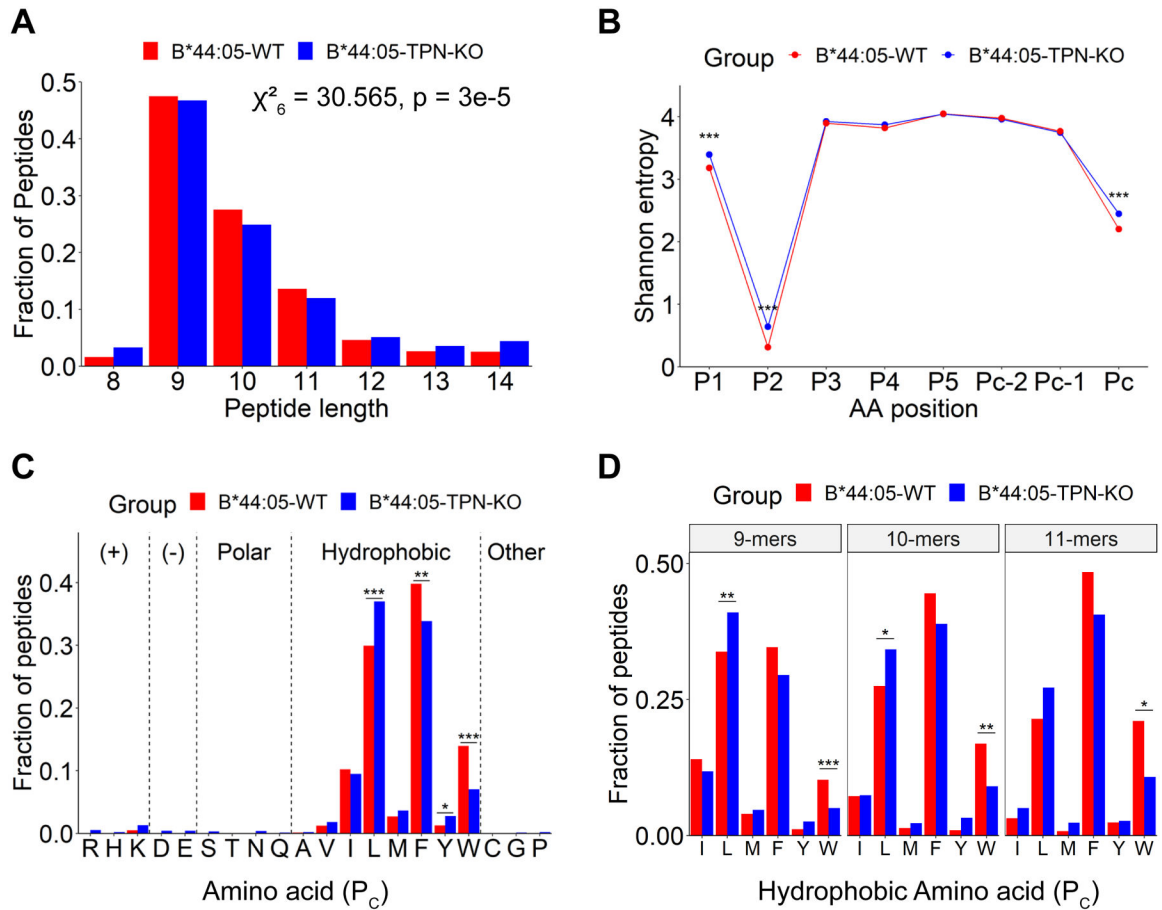 A
B*44:05-WT B*44:05-TPN-KO
χ²₆ = 30.565, p = 3e-5
Fraction of Peptides
0.5
0.4
0.3
0.2
0.1
0.0
8 9 10 11 12 13 14
Peptide length
B
Group B*44:05-WT B*44:05-TPN-KO
Shannon entropy
4
3
2
1
0
***
***
***
P1 P2 P3 P4 P5 Pc-2 Pc-1 Pc
AA position
C
Group B*44:05-WT B*44:05-TPN-KO
(+) (-) Polar Hydrophobic Other
Fraction of peptides
0.4
0.3
0.2
0.1
0.0
*** ** * ***
R H K D E S T N Q A V I L M F Y W C G P
Amino acid (P_C)
D
Group B*44:05-WT B*44:05-TPN-KO
9-mers 10-mers 11-mers
Fraction of peptides
0.50
0.25
0.00
** *** * ** *
I L M F Y W I L M F Y W I L M F Y W
Hydrophobic Amino acid (P_C)